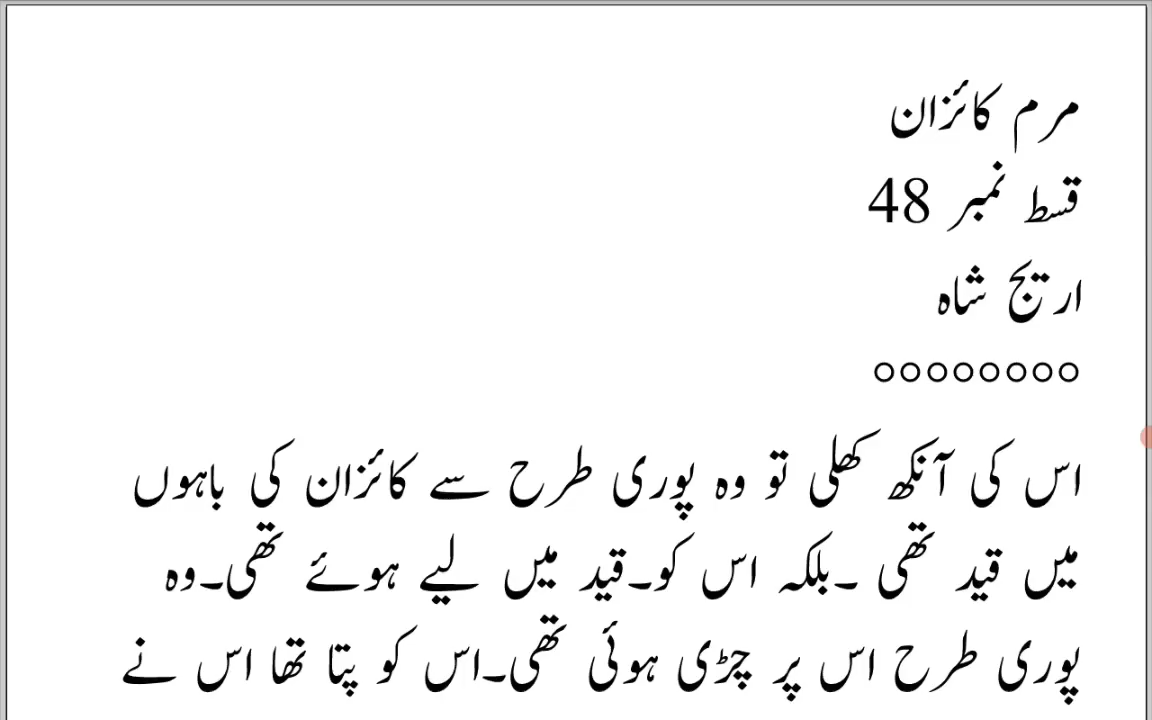 مرم کائزان
قسط نمبر 48
اریج شاہ
○○○○○○○○
اس کی آنکھ کھلی تو وہ پوری طرح سے کائزان کی باہوں
میں قید تھی ۔بلکہ اس کو۔قید میں لیے ہوئے تھی۔وہ
پوری طرح اس پر چڑی ہوئی تھی۔اس کو پتا تھا اس نے